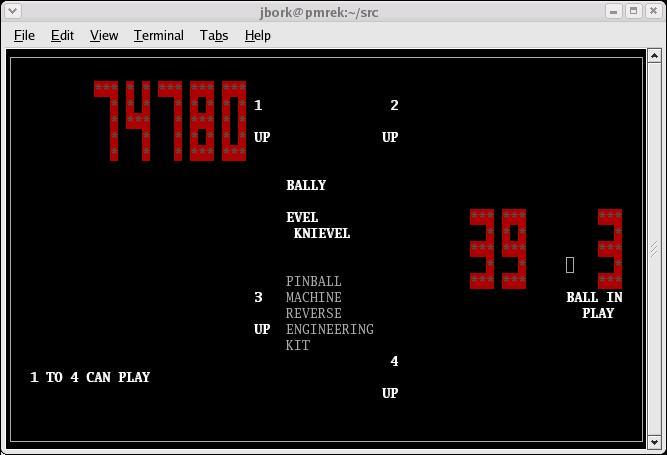 jbork@pmrek:~/src
File Edit View Terminal Tabs Help
74780
1 2
UP UP
BALLY
EVEL
KNIEVEL
39 3
PINBALL
3 MACHINE BALL IN
REVERSE PLAY
UP ENGINEERING
KIT
4
1 TO 4 CAN PLAY
UP